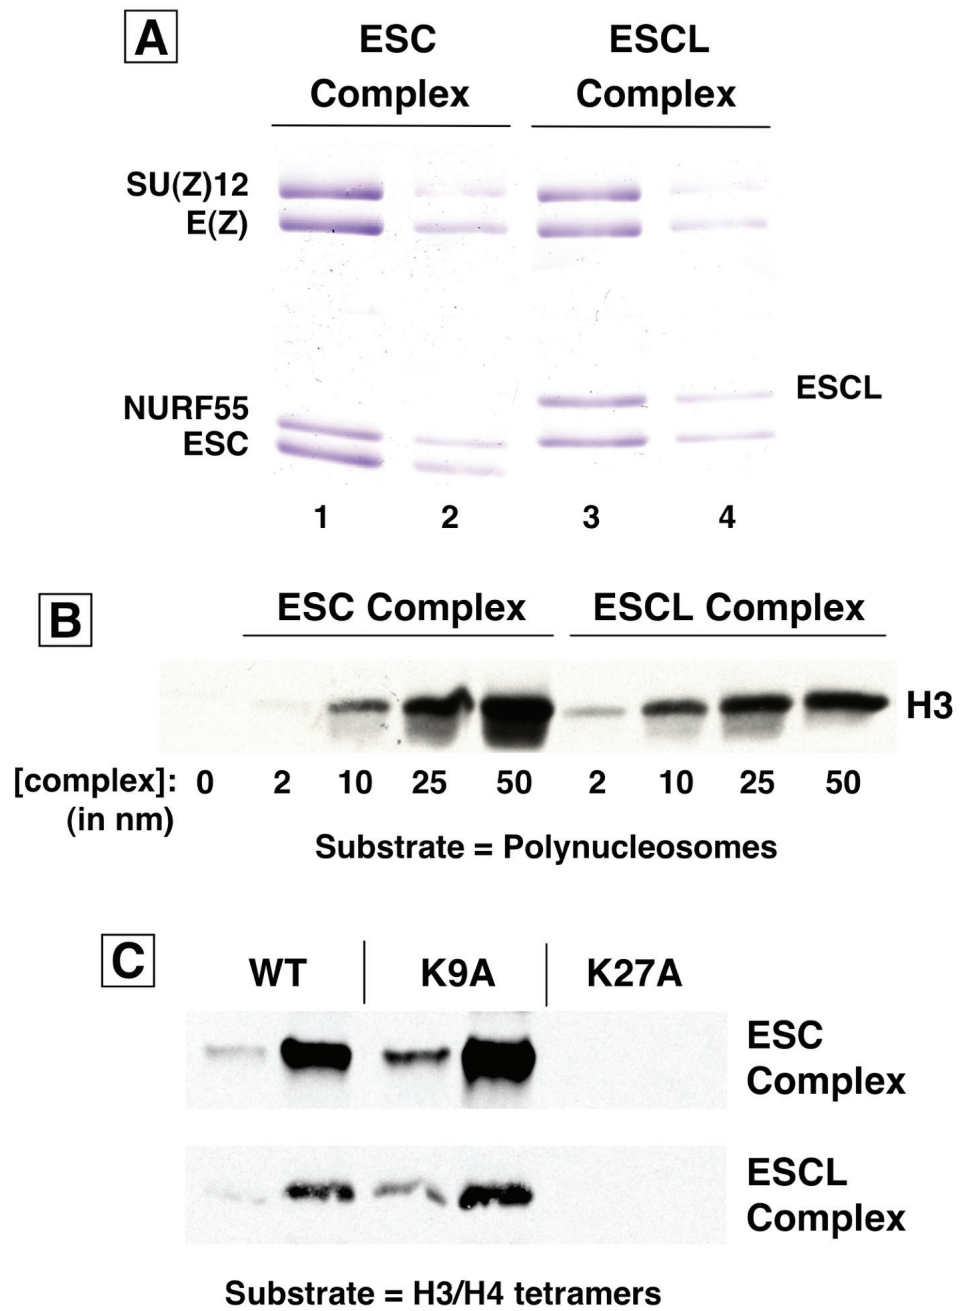 A
ESC
Complex
ESCL
Complex
SU(Z)12
E(Z)
NURF55
ESC
ESCL
1 2 3 4
B
ESC Complex ESCL Complex
H3
[complex]: 0 2 10 25 50 2 10 25 50
(in nm)
Substrate = Polynucleosomes
C
WT K9A K27A
ESC
Complex
ESCL
Complex
Substrate = H3/H4 tetramers